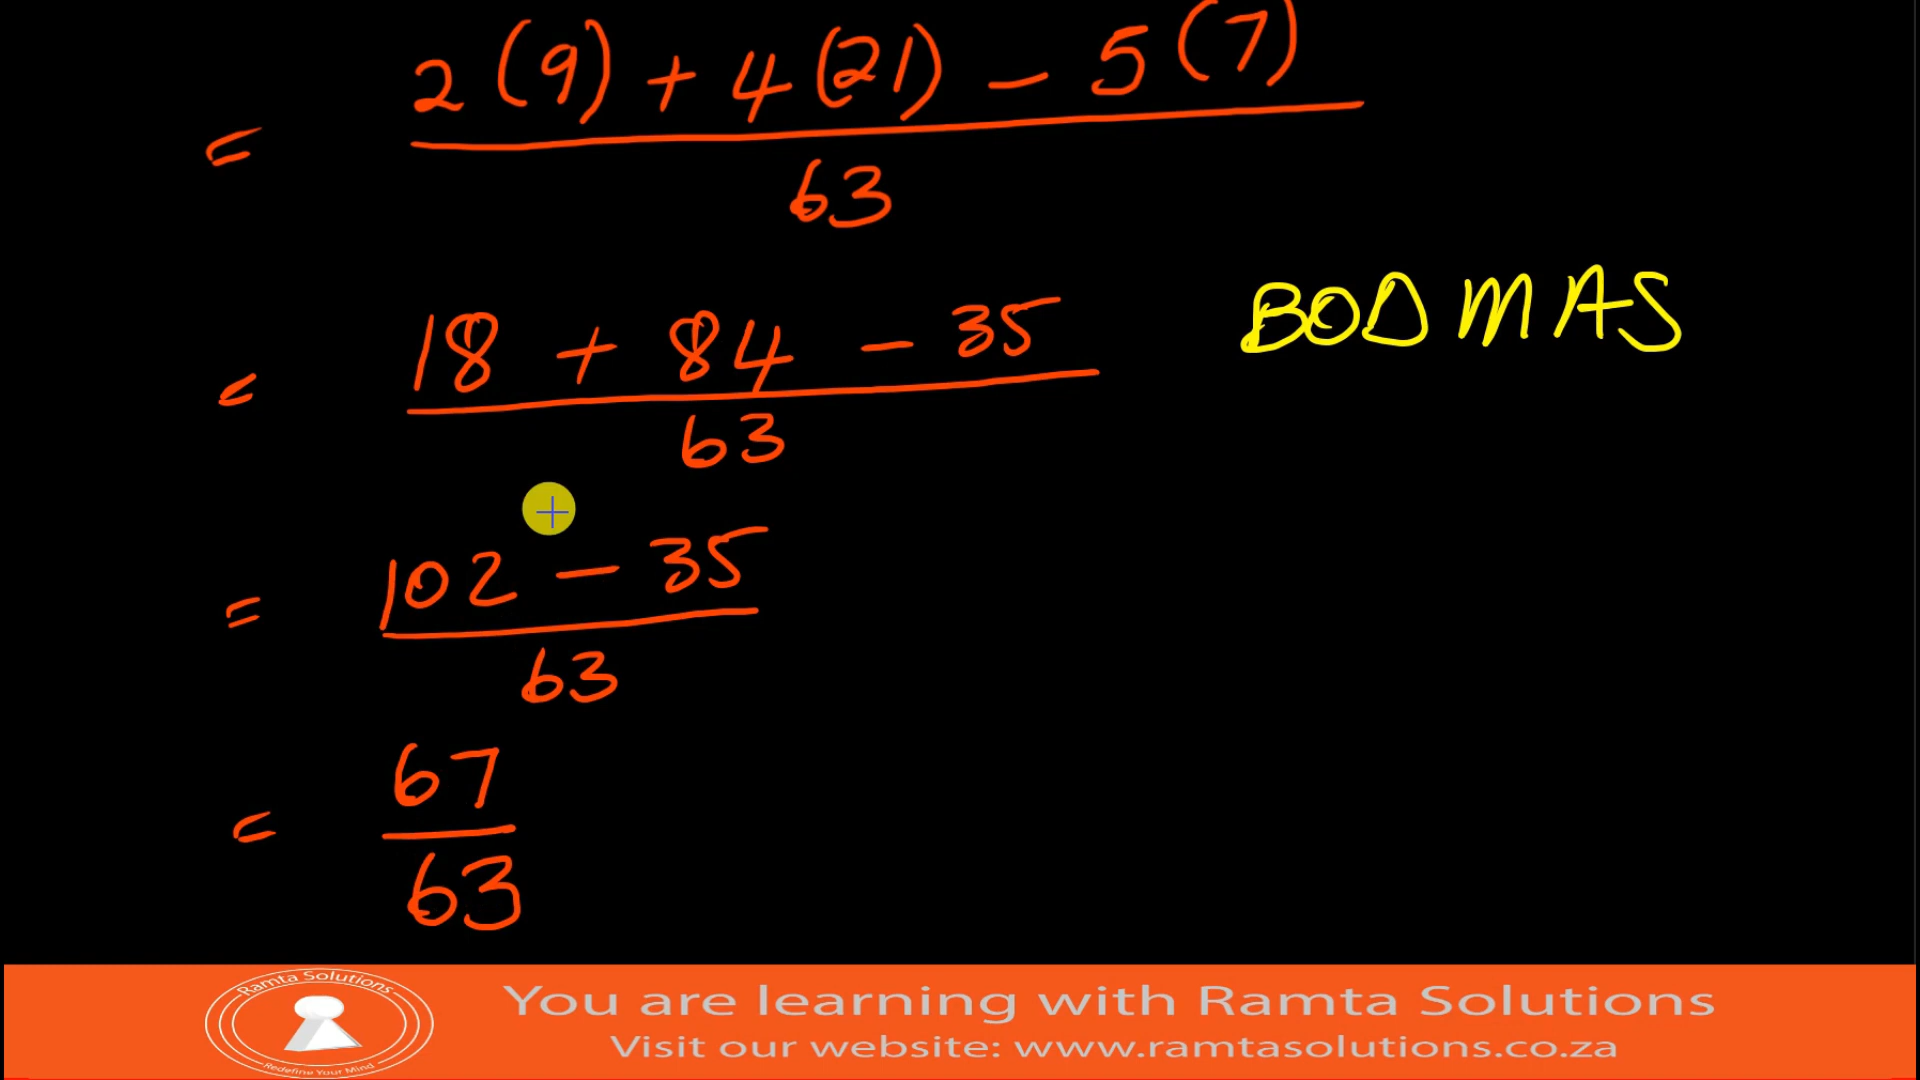 2(9) + 4(21) - 5(7)
=
63
18 + 84 - 35
=
63
BODMAS
102 - 35
=
63
67
=
63
Ramta Solutions
Redefine Your Mind
You are learning with Ramta Solutions
Visit our website: www.ramtasolutions.co.za